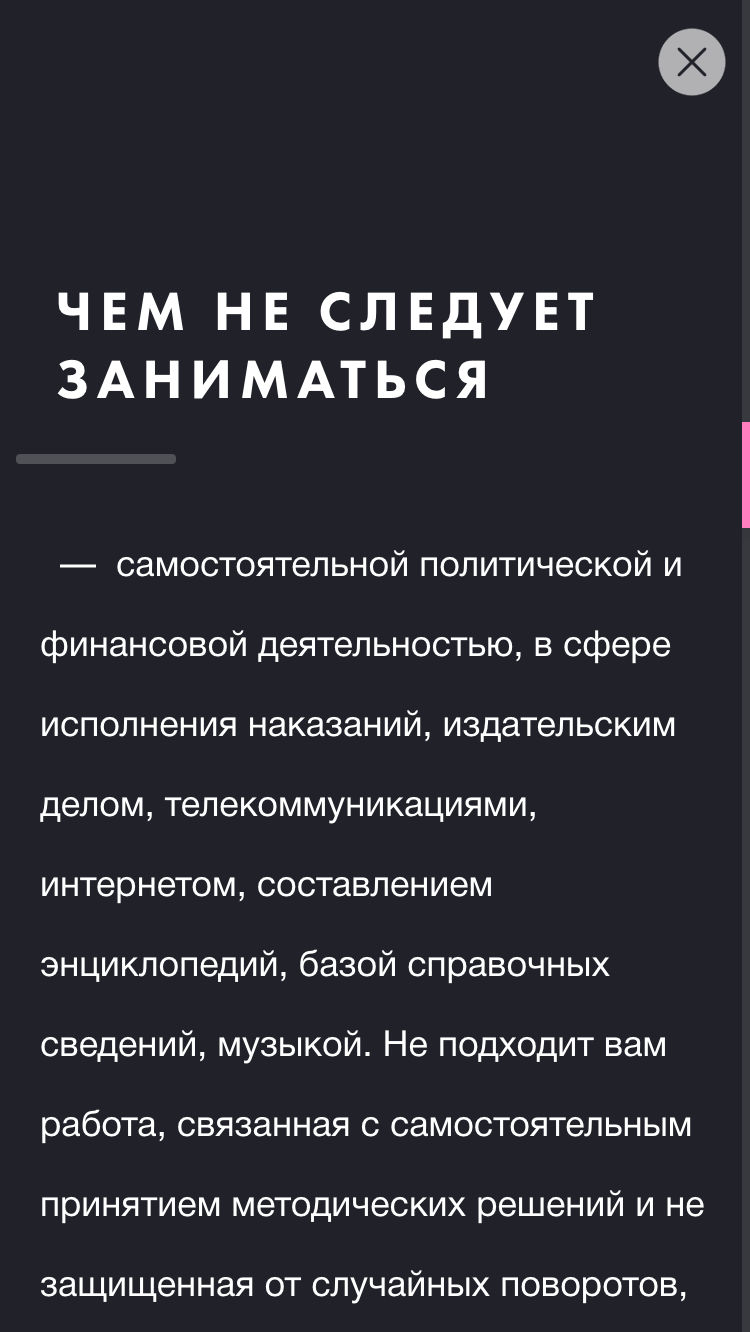 ЧЕМ НЕ СЛЕДУЕТ
ЗАНИМАТЬСЯ
— самостоятельной политической и
финансовой деятельностью, в сфере
исполнения наказаний, издательским
делом, телекоммуникациями,
интернетом, составлением
энциклопедий, базой справочных
сведений, музыкой. Не подходит вам
работа, связанная с самостоятельным
принятием методических решений и не
защищенная от случайных поворотов,